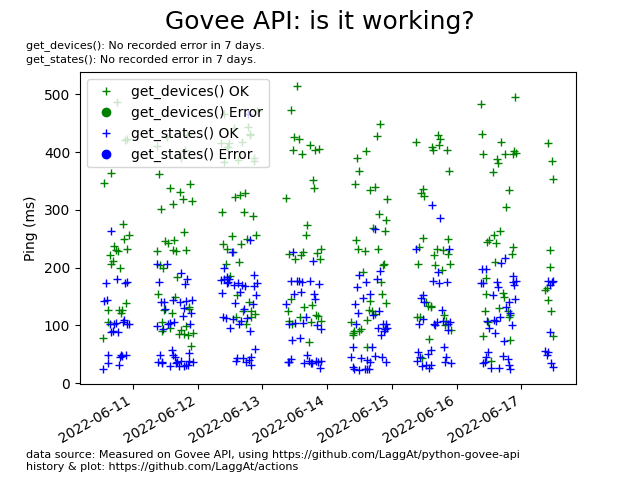 Govee API: is it working?
get_devices(): No recorded error in 7 days.
get_states(): No recorded error in 7 days.
get_devices() OK
get_devices() Error
get_states() OK
get_states() Error
Ping (ms)
500
400
300
200
100
0
2022-06-11
2022-06-12
2022-06-13
2022-06-14
2022-06-15
2022-06-16
2022-06-17
data source: Measured on Govee API, using https://github.com/LaggAt/python-govee-api
history & plot: https://github.com/LaggAt/actions